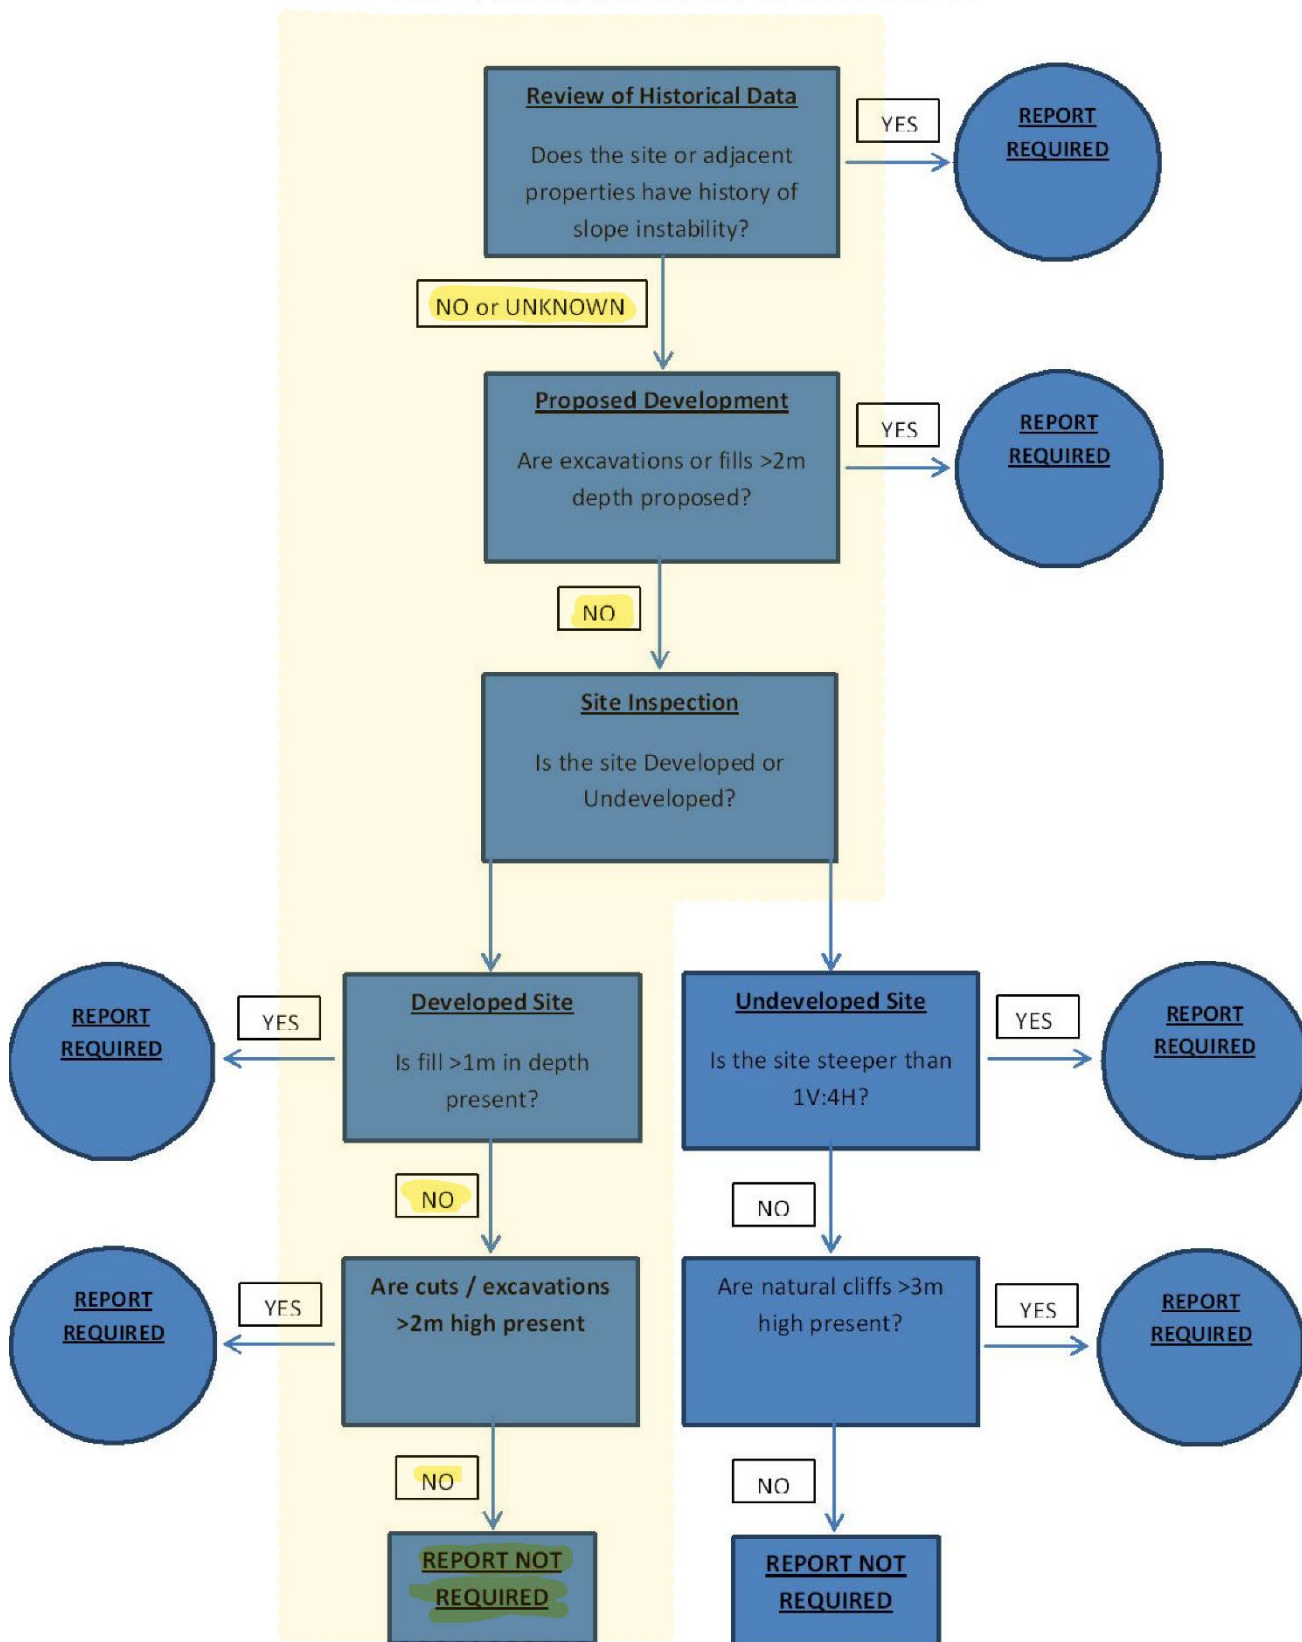 Review of Historical Data
Does the site or adjacent
properties have history of
slope instability?
YES
REPORT
REQUIRED
NO or UNKNOWN
Proposed Development
Are excavations or fills >2m
depth proposed?
YES
REPORT
REQUIRED
NO
Site Inspection
Is the site Developed or
Undeveloped?
REPORT
REQUIRED
YES
Developed Site
Is fill >1m in depth
present?
Undeveloped Site
Is the site steeper than
1V:4H?
YES
REPORT
REQUIRED
NO
NO
REPORT
REQUIRED
YES
Are cuts / excavations
>2m high present
Are natural cliffs >3m
high present?
YES
REPORT
REQUIRED
NO
NO
REPORT NOT
REQUIRED
REPORT NOT
REQUIRED